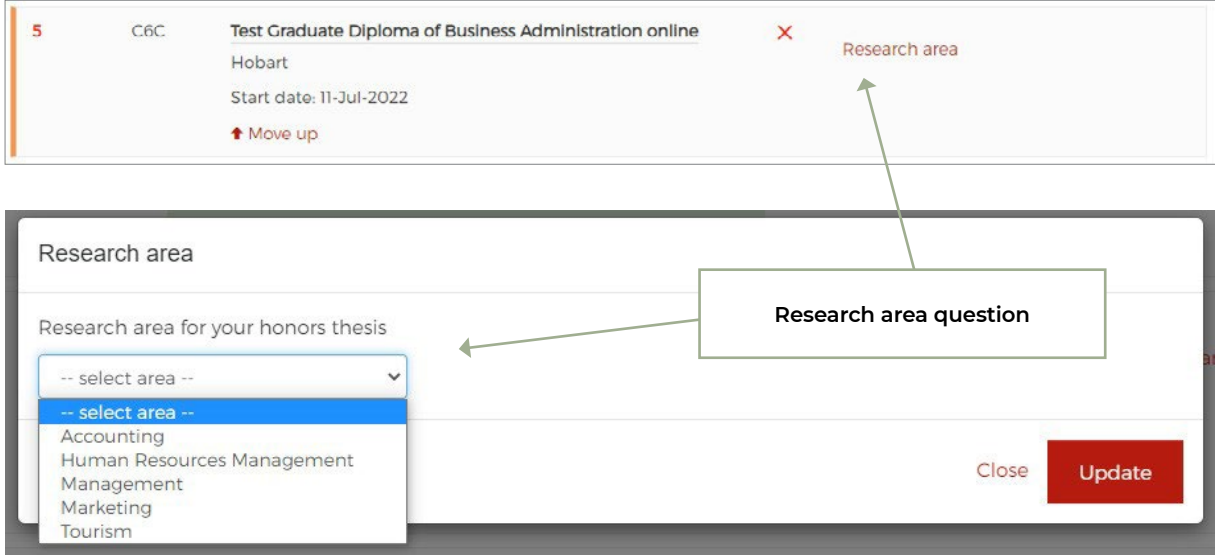 5 C6C Test Graduate Diploma of Business Administration online
Research area
Hobart
Start date: 11-Jul-2022
Move up
Research area
Research area question
Research area for your honors thesis
-- select area --
-- select area --
Accounting
Human Resources Management
Management
Marketing
Tourism
Close
Update